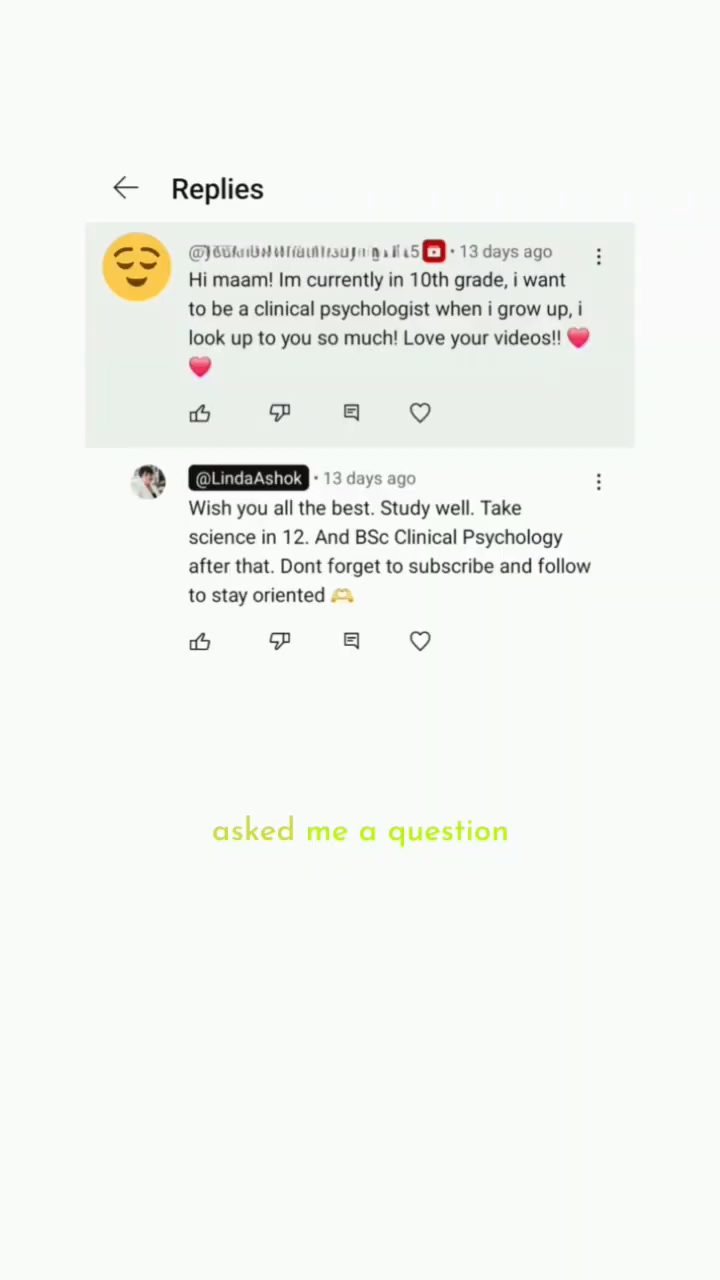 Replies
· 13 days ago
Hi maam! Im currently in 10th grade, i want
to be a clinical psychologist when i grow up, i
look up to you so much! Love your videos!! ❤️
❤️
@LindaAshok · 13 days ago
Wish you all the best. Study well. Take
science in 12. And BSc Clinical Psychology
after that. Dont forget to subscribe and follow
to stay oriented 🫶
asked me a question